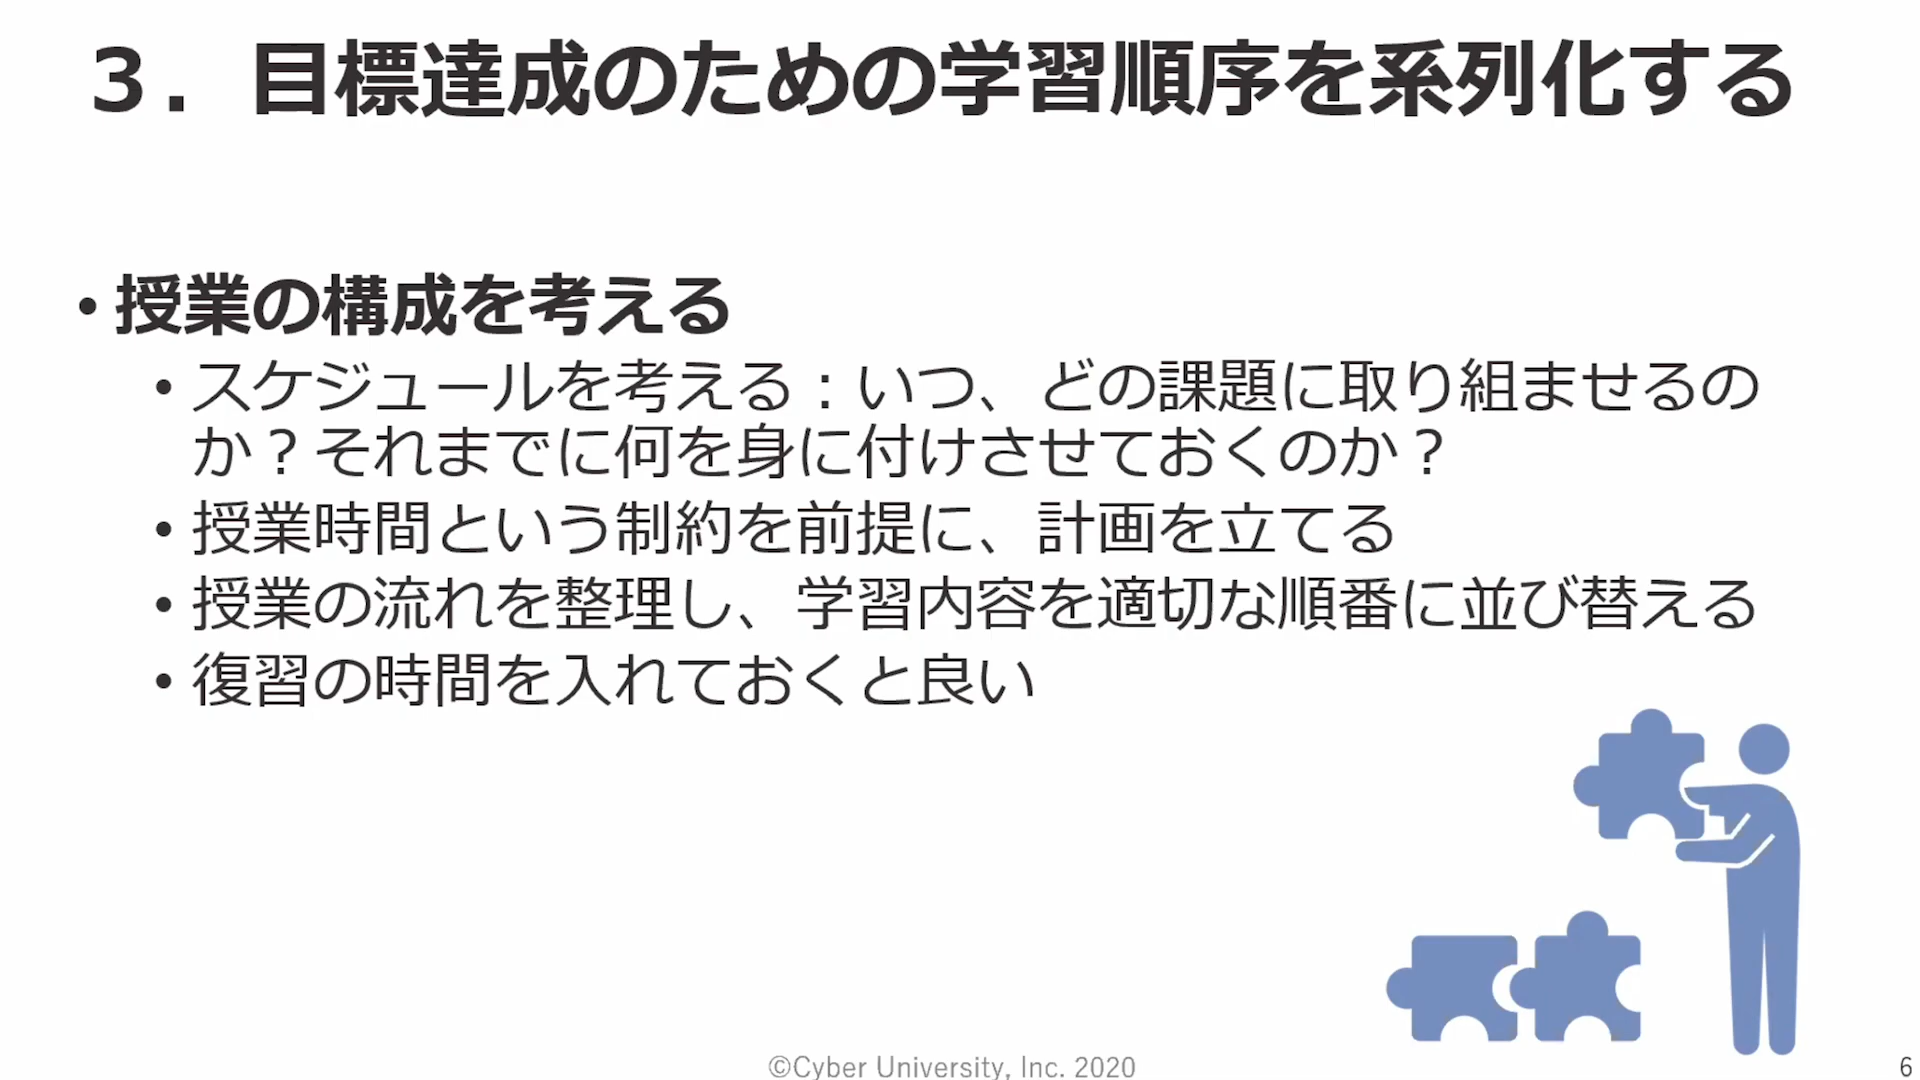 ３．目標達成のための学習順序を系列化する
• 授業の構成を考える
• スケジュールを考える：いつ、どの課題に取り組ませるの
か？それまでに何を身に付けさせておくのか？
• 授業時間という制約を前提に、計画を立てる
• 授業の流れを整理し、学習内容を適切な順番に並び替える
• 復習の時間を入れておくと良い
©Cyber University, Inc. 2020
6